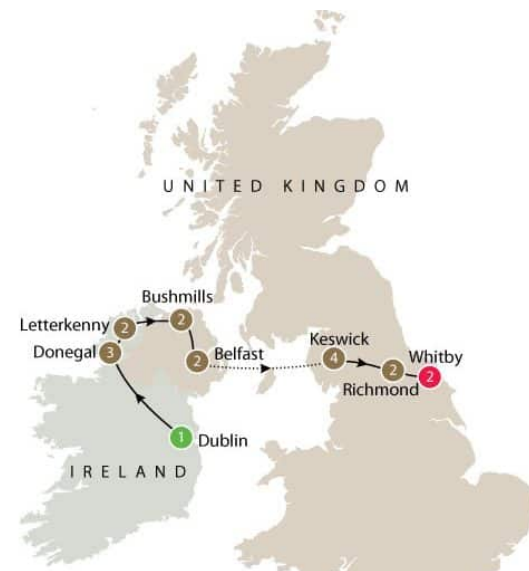 UNITED KINGDOM
Bushmills
2
Letterkenny
2
Donegal
3
2
Belfast
Keswick
4
Whitby
2
2
Richmond
1
Dublin
IRELAND